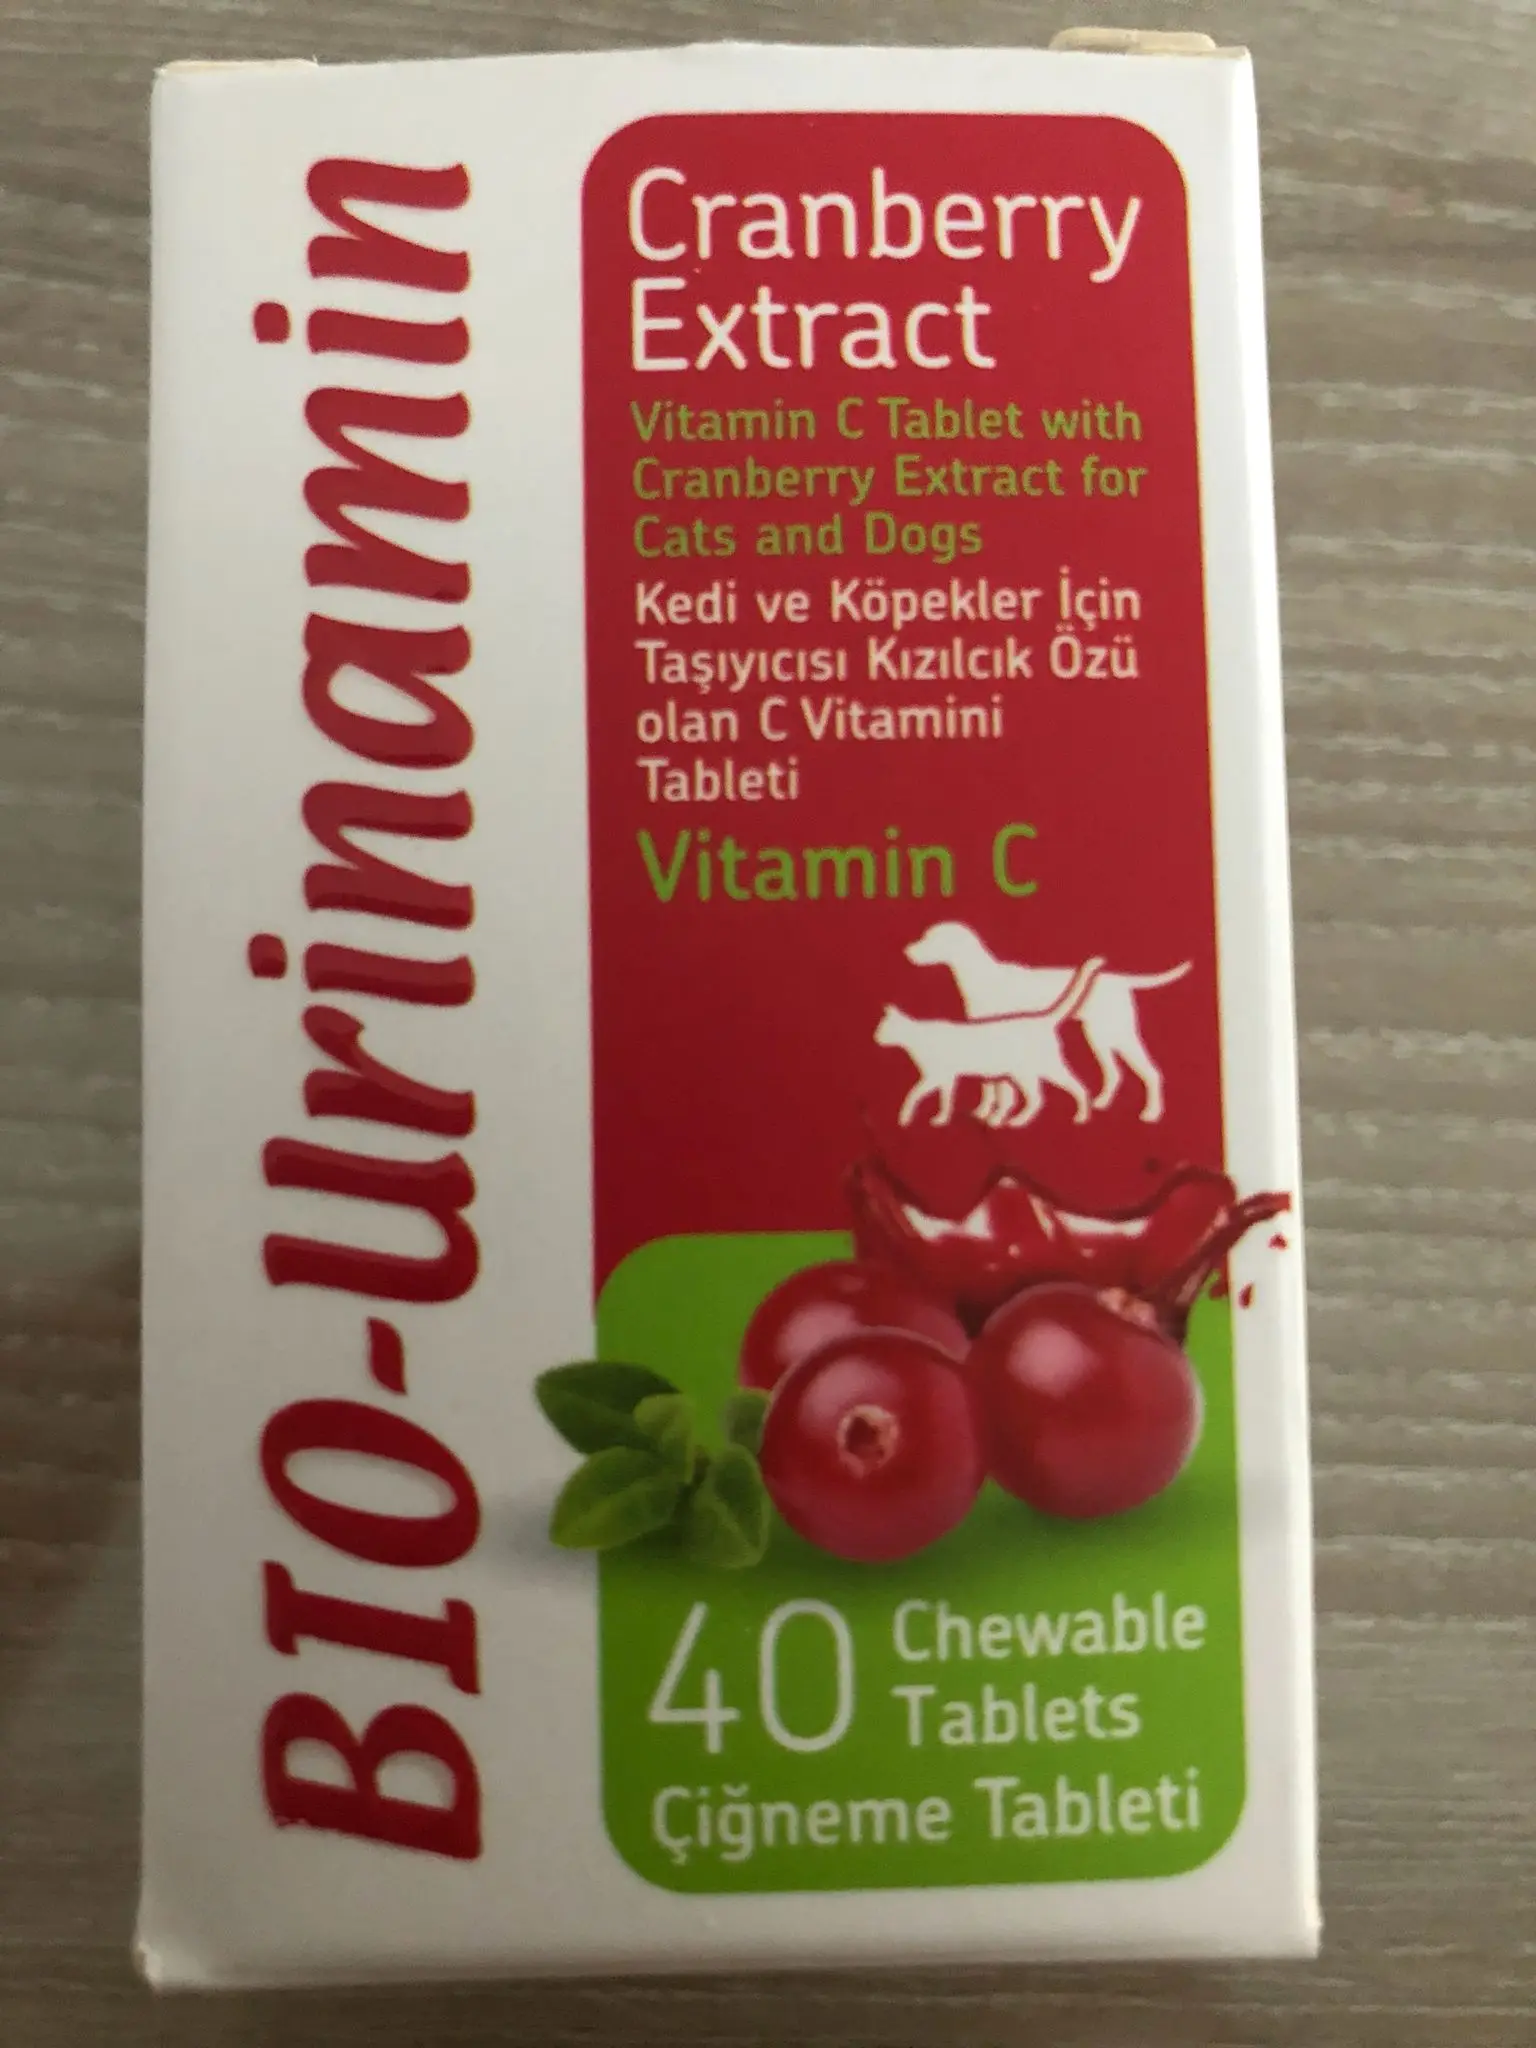 BIO-urinamin
Cranberry
Extract
Vitamin C Tablet with
Cranberry Extract for
Cats and Dogs
Kedi ve Köpekler İçin
Taşıyıcısı Kızılcık Özü
olan C Vitamini
Tableti
Vitamin C
40 Chewable
Tablets
Çiğneme Tableti